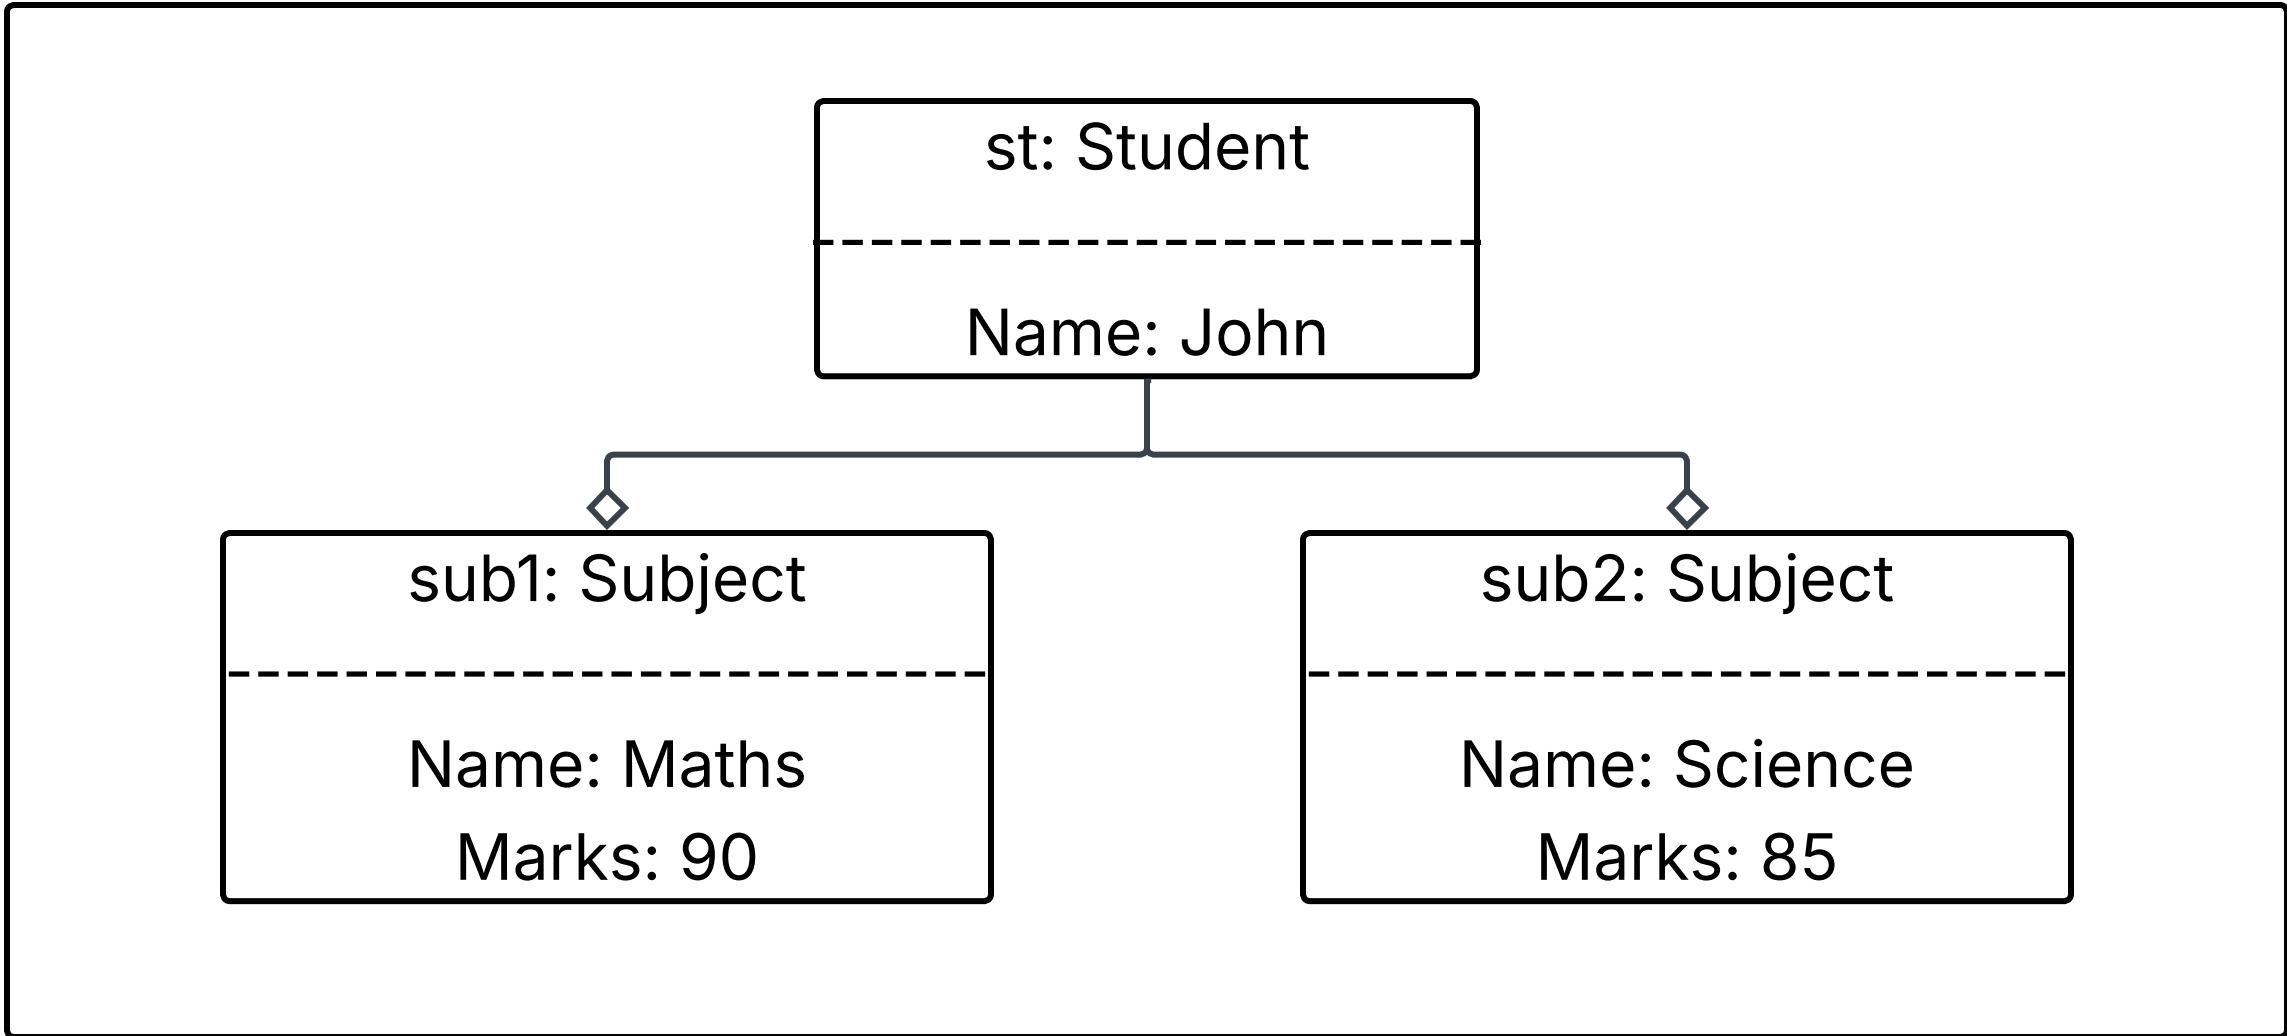 st: Student
Name: John
sub1: Subject
Name: Maths
Marks: 90
sub2: Subject
Name: Science
Marks: 85